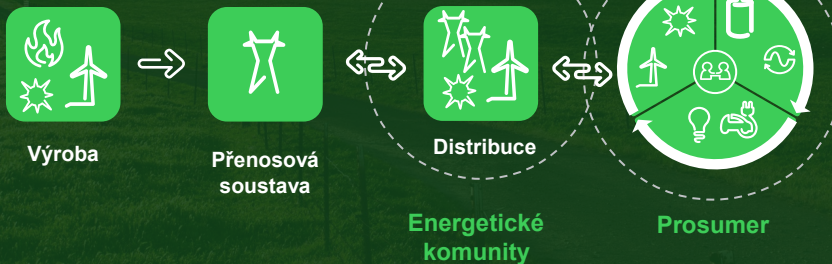 Výroba
Přenosová
soustava
Distribuce
Energetické
komunity
Prosumer